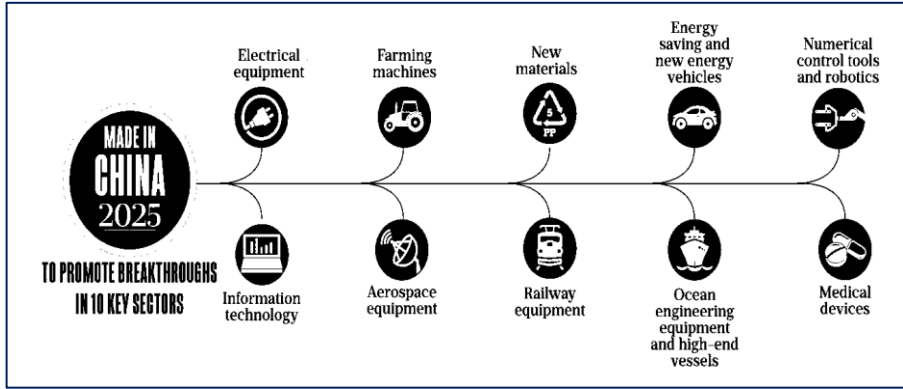 MADE IN
CHINA
2025
TO PROMOTE BREAKTHROUGHS
IN 10 KEY SECTORS
Electrical
equipment
Farming
machines
New
materials
5
PP
Energy
saving and
new energy
vehicles
Numerical
control tools
and robotics
Information
technology
Aerospace
equipment
Railway
equipment
Ocean
engineering
equipment
and high-end
vessels
Medical
devices